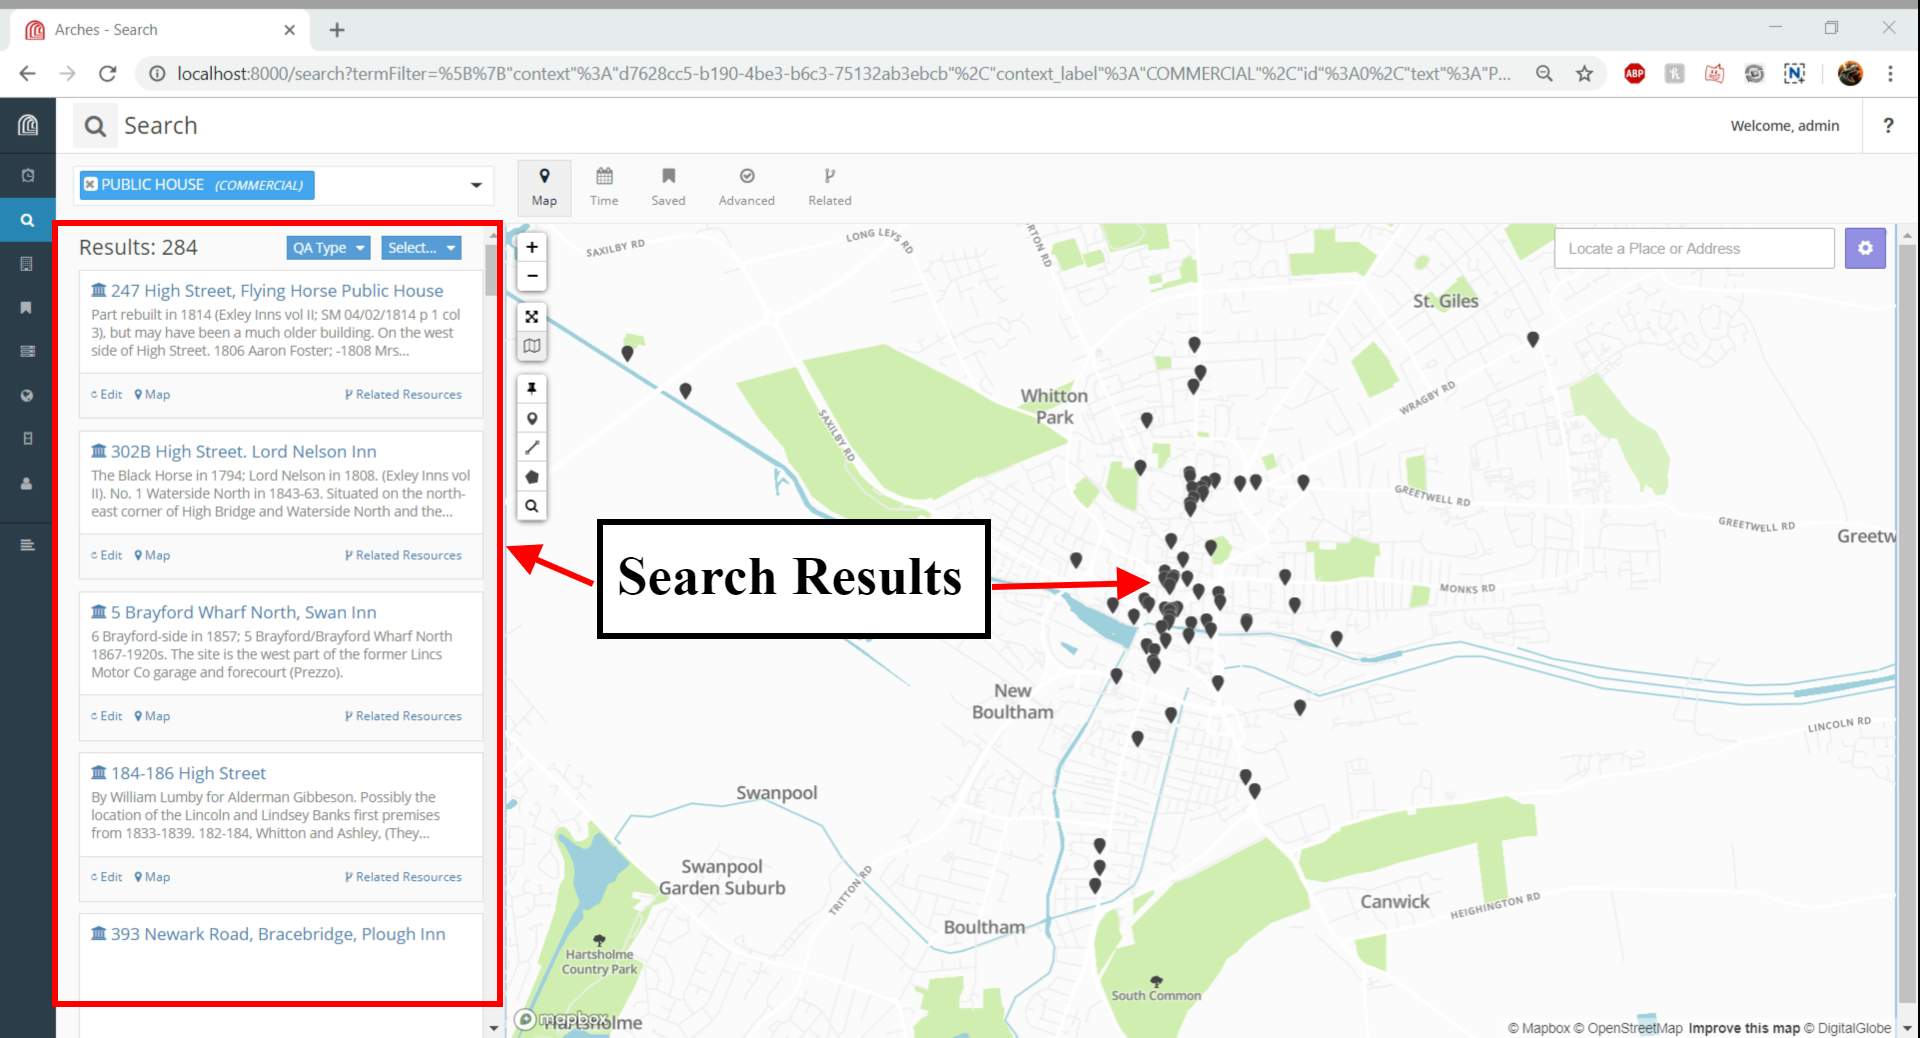 Arches - Search
localhost:8000/search?termFilter=%5B%7B"context"%3A"d7628cc5-b190-4be3-b6c3-75132ab3ebcb"%2C"context_label"%3A"COMMERCIAL"%2C"id"%3A0%2C"text"%3A"P...
ABP
N
Search
Welcome, admin
?
PUBLIC HOUSE (COMMERCIAL)
Map
Time
Saved
Advanced
Related
Results: 284
QA Type
Select...
247 High Street, Flying Horse Public House
Part rebuilt in 1814 (Exley Inns vol II; SM 04/02/1814 p 1 col
3), but may have been a much older building. On the west
side of High Street. 1806 Aaron Foster; -1808 Mrs...
Edit Map Related Resources
302B High Street. Lord Nelson Inn
The Black Horse in 1794; Lord Nelson in 1808. (Exley Inns vol
II). No. 1 Waterside North in 1843-63. Situated on the north-
east corner of High Bridge and Waterside North and the...
Edit Map Related Resources
5 Brayford Wharf North, Swan Inn
6 Brayford-side in 1857; 5 Brayford/Brayford Wharf North
1867-1920s. The site is the west part of the former Lincs
Motor Co garage and forecourt (Prezzo).
Edit Map Related Resources
184-186 High Street
By William Lumby for Alderman Gibbeson. Possibly the
location of the Lincoln and Lindsey Banks first premises
from 1833-1839. 182-184, Whitton and Ashley, (They...
Edit Map Related Resources
393 Newark Road, Bracebridge, Plough Inn
Locate a Place or Address
SAXILBY RD
LONG LEYS RD
RTON RD
St. Giles
Whitton
Park
WRAGBY RD
SAXILBY RD
GREETWELL RD
GREETWELL RD
Greetw
Search Results
MONKS RD
New
Boultham
LINCOLN RD
Swanpool
Swanpool
Garden Suburb
TRITTON RD
Canwick
HEIGHINGTON RD
Boultham
Hartsholme
Country Park
South Common
mapbox
Hartsholme
© Mapbox © OpenStreetMap Improve this map © DigitalGlobe